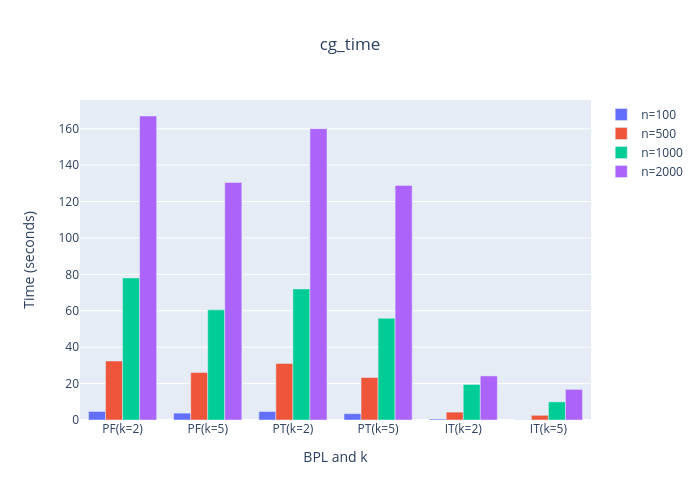 cg_time
n=100
n=500
n=1000
n=2000
160
140
120
100
80
60
40
20
0
Time (seconds)
PF(k=2) PF(k=5) PT(k=2) PT(k=5) IT(k=2) IT(k=5)
BPL and k